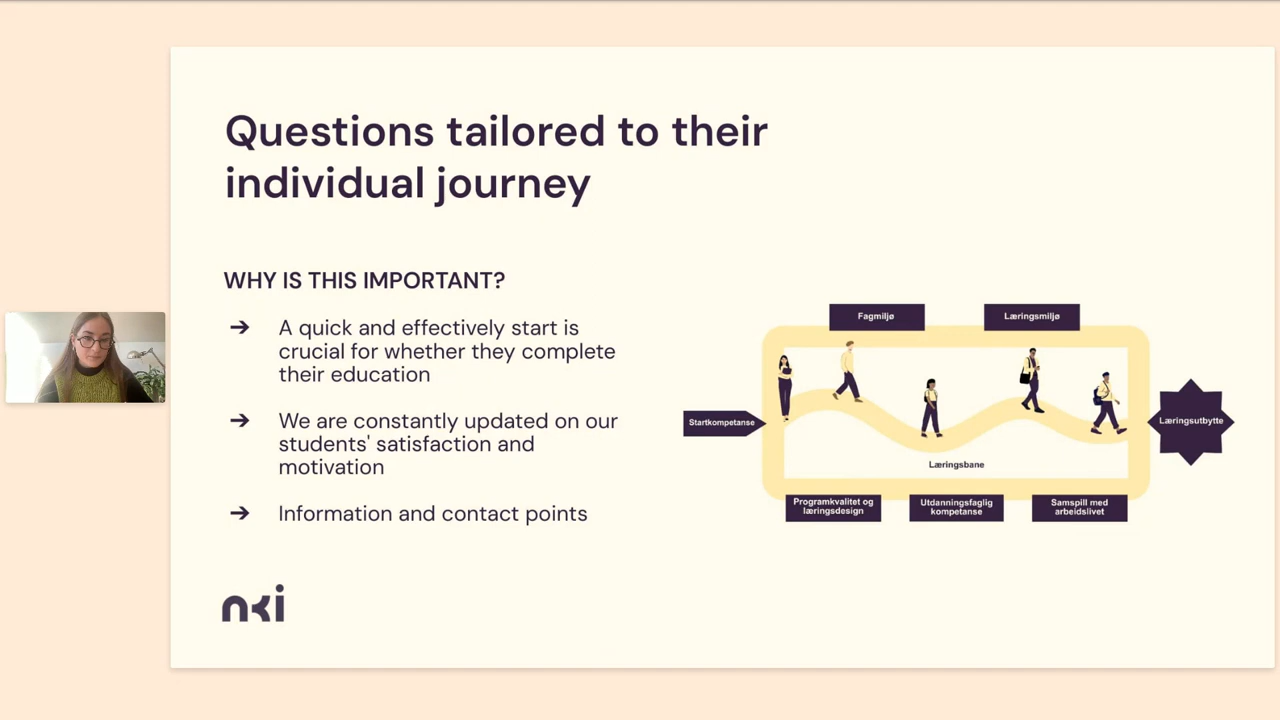 Questions tailored to their
individual journey
WHY IS THIS IMPORTANT?
➔ A quick and effectively start is
crucial for whether they complete
their education
➔ We are constantly updated on our
students' satisfaction and
motivation
➔ Information and contact points
nki
Fagmiljø
Læringsmiljø
Startkompetanse
Læringsutbytte
Læringsbane
Programkvalitet og
læringsdesign
Utdanningsfaglig
kompetanse
Samspill med
arbeidslivet